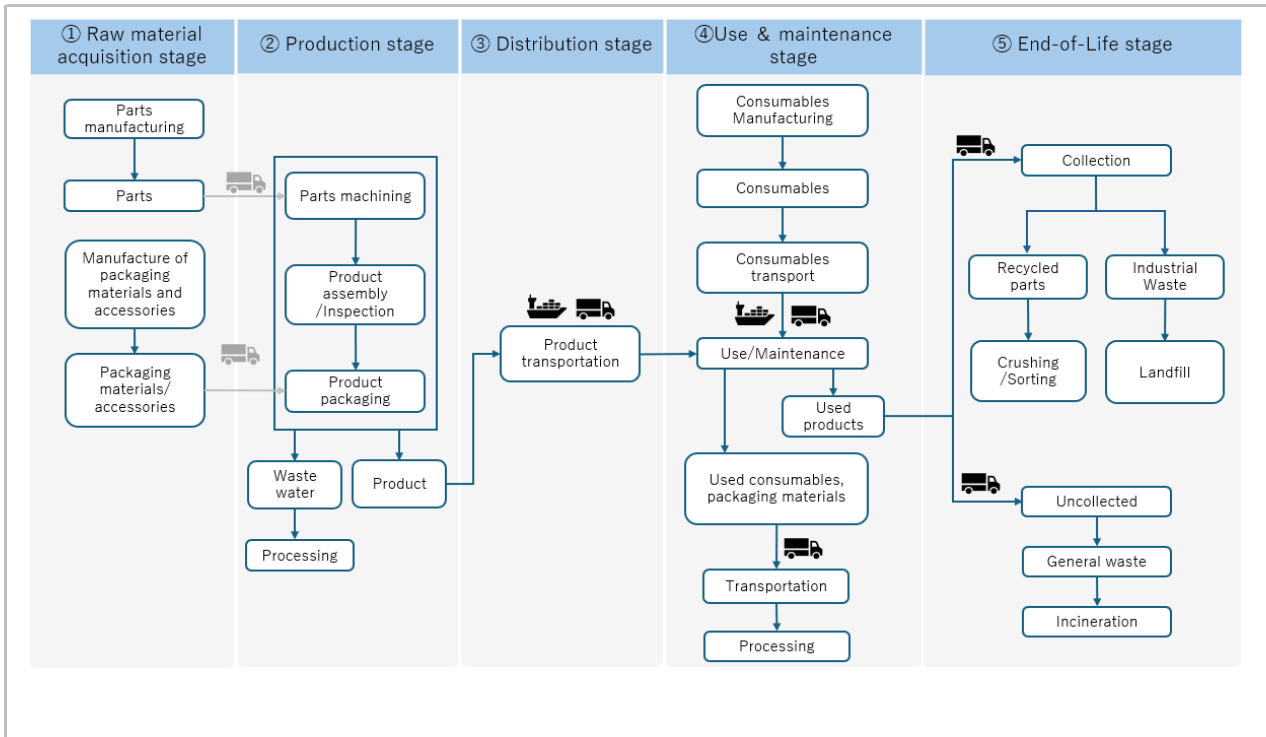 ① Raw material
acquisition stage
② Production stage
③ Distribution stage
④Use & maintenance
stage
⑤ End-of-Life stage
Parts
manufacturing
Parts
Manufacture of
packaging
materials and
accessories
Packaging
materials/
accessories
Parts machining
Product
assembly
/Inspection
Product
packaging
Waste
water
Product
Processing
Product
transportation
Consumables
Manufacturing
Consumables
Consumables
transport
Use/Maintenance
Used
products
Used consumables,
packaging materials
Transportation
Processing
Collection
Recycled
parts
Industrial
Waste
Crushing
/Sorting
Landfill
Uncollected
General waste
Incineration